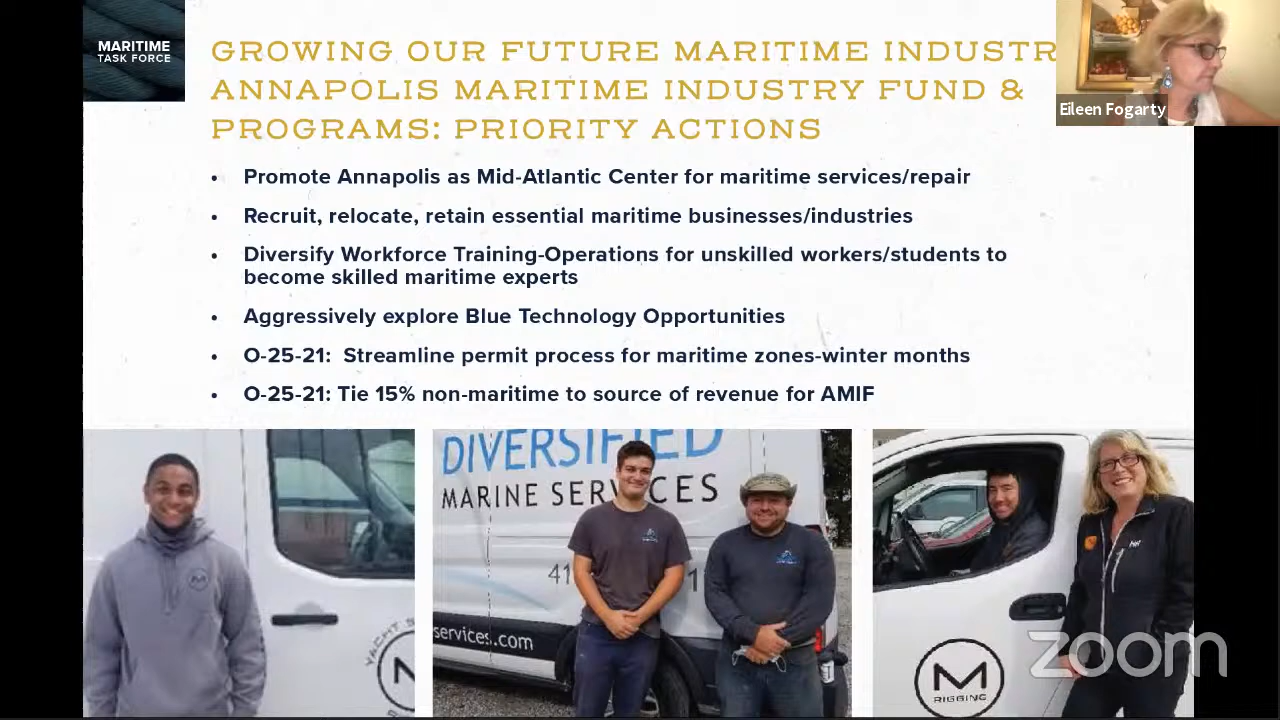 MARITIME
TASK FORCE
GROWING OUR FUTURE MARITIME INDUSTR
ANNAPOLIS MARITIME INDUSTRY FUND &
PROGRAMS: PRIORITY ACTIONS
Eileen Fogarty
• Promote Annapolis as Mid-Atlantic Center for maritime services/repair
• Recruit, relocate, retain essential maritime businesses/industries
• Diversify Workforce Training-Operations for unskilled workers/students to
become skilled maritime experts
• Aggressively explore Blue Technology Opportunities
• O-25-21: Streamline permit process for maritime zones-winter months
• O-25-21: Tie 15% non-maritime to source of revenue for AMIF
M
YACHT
DIVERSIFIED
MARINE SERVICES
41
1
services.com
M
RIGGING
HH
zoom